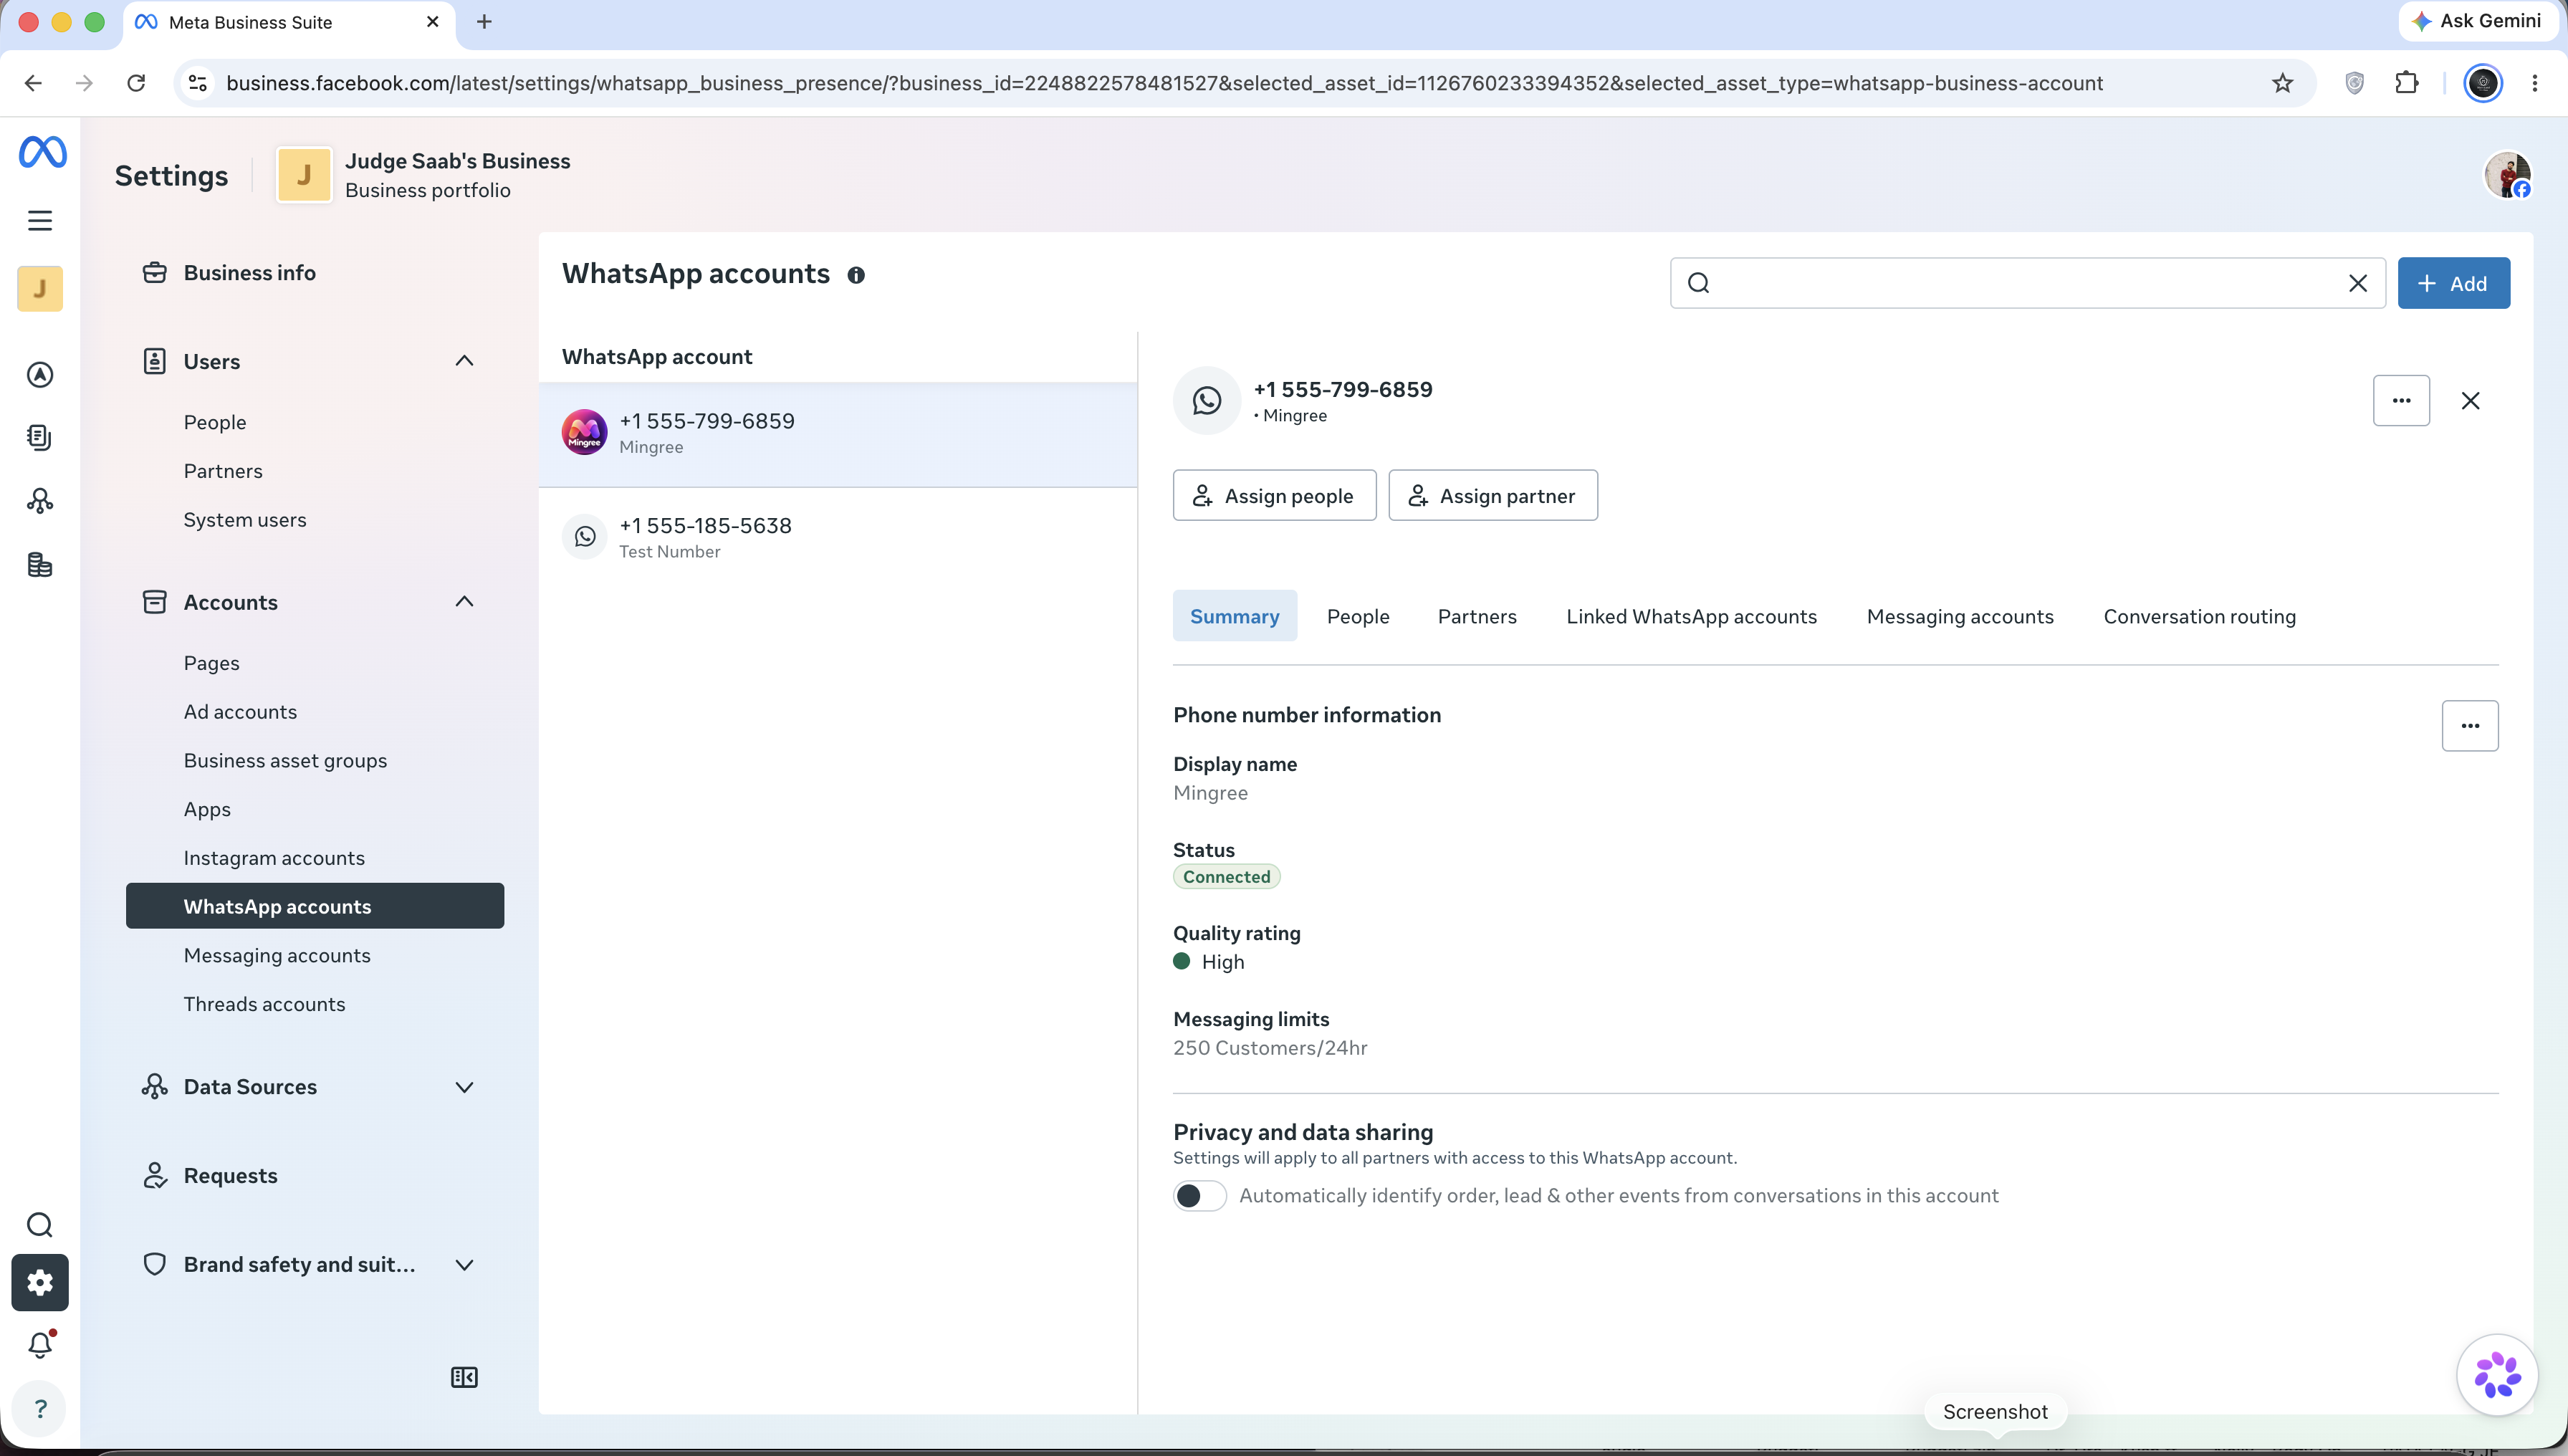 Meta Business Suite
Ask Gemini
business.facebook.com/latest/settings/whatsapp_business_presence/?business_id=2248822578481527&selected_asset_id=1126760233394352&selected_asset_type=whatsapp-business-account
Settings
J
Judge Saab's Business
Business portfolio
J
Business info
Users
People
Partners
System users
Accounts
Pages
Ad accounts
Business asset groups
Apps
Instagram accounts
WhatsApp accounts
Messaging accounts
Threads accounts
Data Sources
Requests
Brand safety and suit...
?
WhatsApp accounts
+ Add
WhatsApp account
Mingree
+1 555-799-6859
Mingree
+1 555-185-5638
Test Number
+1 555-799-6859
• Mingree
Assign people
Assign partner
Summary
People
Partners
Linked WhatsApp accounts
Messaging accounts
Conversation routing
Phone number information
Display name
Mingree
Status
Connected
Quality rating
High
Messaging limits
250 Customers/24hr
Privacy and data sharing
Settings will apply to all partners with access to this WhatsApp account.
Automatically identify order, lead & other events from conversations in this account
Screenshot